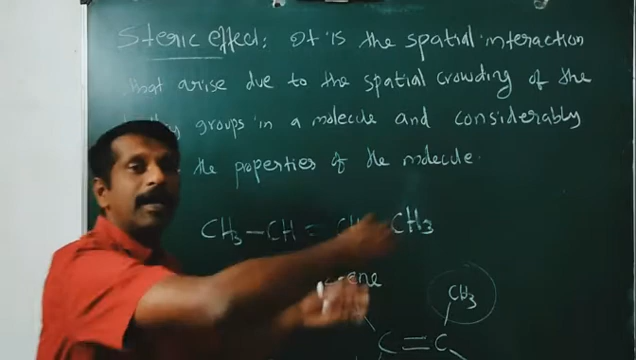 Steric effect: It is the spatial interaction
that arise due to the spatial crowding of the
groups in a molecule and considerably
the properties of the molecule.
CH3 – CH = CH CH3
ene
CH3
C = C